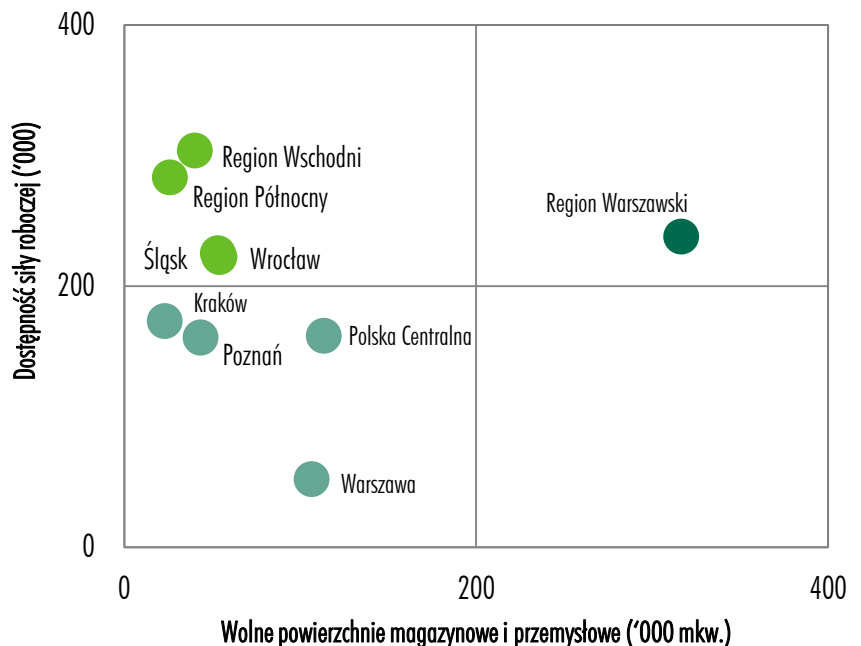 400
Region Wschodni
Region Północny
Region Warszawski
Śląsk
Wrocław
200
Kraków
Poznań
Polska Centralna
Warszawa
0
Dostępność siły roboczej ('000)
0
200
400
Wolne powierzchnie magazynowe i przemysłowe ('000 mkw.)